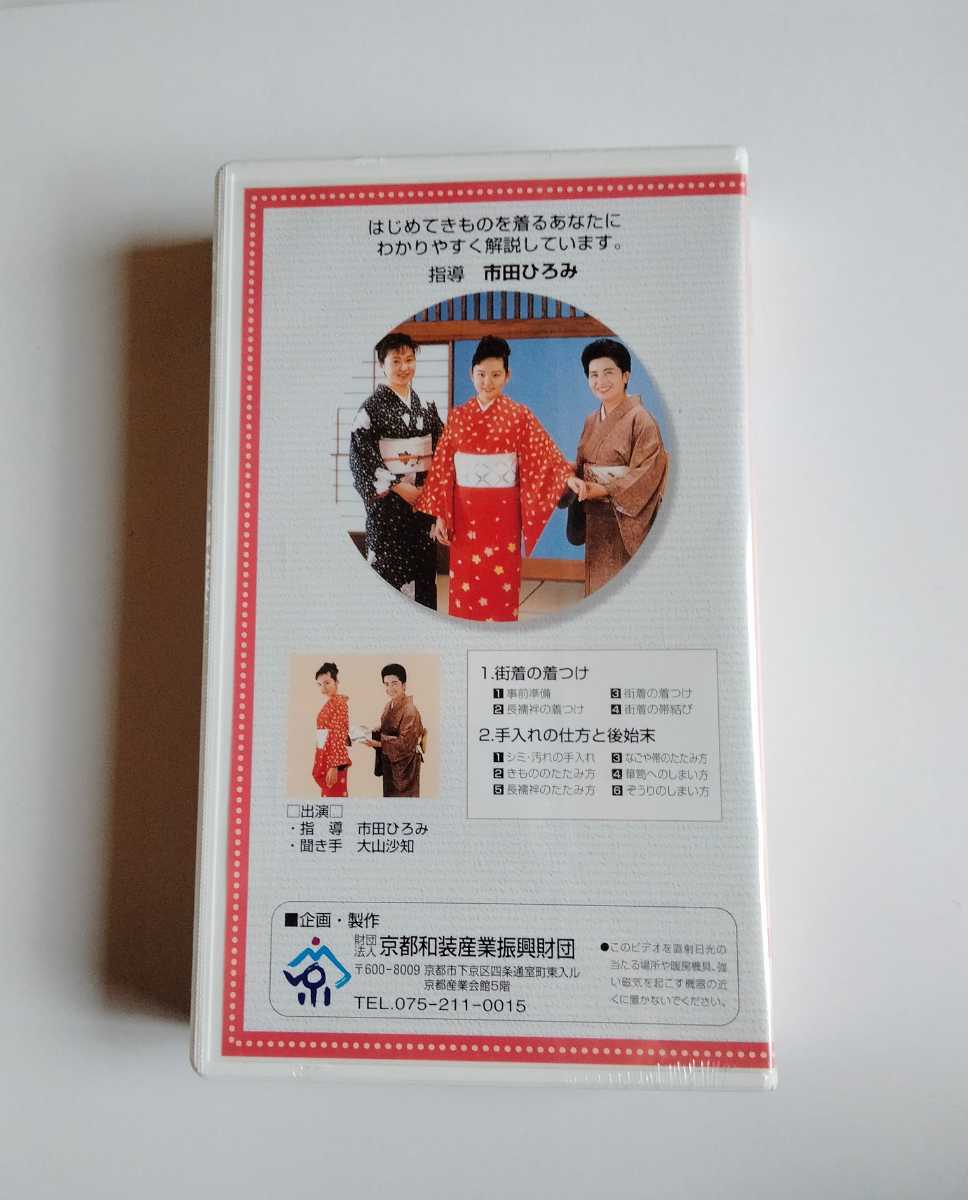 はじめてきものを着るあなたに
わかりやすく解説しています。
指導　市田ひろみ
1.街着の着つけ
1 事前準備　3 街着の着つけ
2 長襦袢の着つけ　4 街着の帯結び
2.手入れの仕方と後始末
1 シミ・汚れの手入れ　3 なごや帯のたたみ方
2 きもののたたみ方　4 箪笥へのしまい方
5 長襦袢のたたみ方　6 ぞうりのしまい方
□出演□
・指　導　市田ひろみ
・聞き手　大山沙知
■企画・製作
財団法人 京都和装産業振興財団
〒600-8009 京都市下京区四条通室町東入ル
京都産業会館5階
TEL.075-211-0015
●このビデオを直射日光の
当たる場所や暖房機具、強
い磁気を起こす機器の近
くに置かないでください。